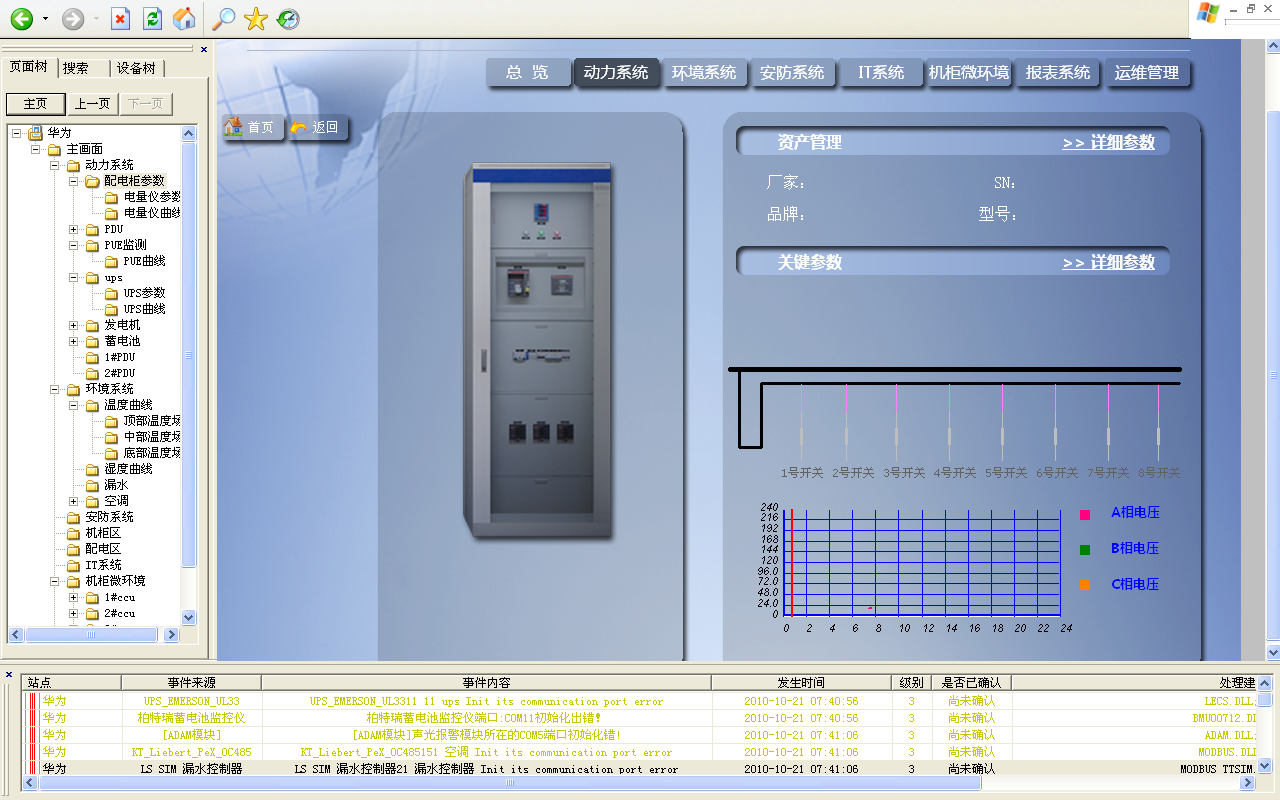 总 览
动力系统
环境系统
安防系统
IT系统
机柜微环境
报表系统
运维管理
页面树
搜索
设备树
主页
上一页
下一页
华为
主画面
动力系统
配电柜参数
电量仪参数
电量仪曲线
PDU
PUE监测
PUE曲线
ups
UPS参数
UPS曲线
发电机
蓄电池
1#PDU
2#PDU
环境系统
温度曲线
顶部温度场
中部温度场
底部温度场
湿度曲线
漏水
空调
安防系统
机柜区
配电区
IT系统
机柜微环境
1#ccu
2#ccu
首页
返回
资产管理 >> 详细参数
厂家: SN:
品牌: 型号:
关键参数 >> 详细参数
1号开关 2号开关 3号开关 4号开关 5号开关 6号开关 7号开关 8号开关
240
216
192
168
144
120
96.0
72.0
48.0
24.0
0
0 2 4 6 8 10 12 14 16 18 20 22 24
A相电压
B相电压
C相电压
站点 事件来源 事件内容 发生时间 级别 是否已确认 处理建
华为 UPS_EMERSON_UL33 UPS_EMERSON_UL3311 11 ups Init its communication port error 2010-10-21 07:40:56 3 尚未确认 LECS.DLL;
华为 柏特瑞蓄电池监控仪 柏特瑞蓄电池监控仪端口:COM11初始化出错! 2010-10-21 07:40:56 3 尚未确认 BMU00712.DL
华为 [ADAM模块] [ADAM模块]声光报警模块所在的COM5端口初始化错! 2010-10-21 07:41:06 3 尚未确认 ADAM.DLL;
华为 KT_Liebert_PeX_OC485 KT_Liebert_PeX_OC485151 空调 Init its communication port error 2010-10-21 07:41:06 3 尚未确认 MODBUS.DLL
华为 LS SIM 漏水控制器 LS SIM 漏水控制器21 漏水控制器 Init its communication port error 2010-10-21 07:41:06 3 尚未确认 MODBUS TTSIM.